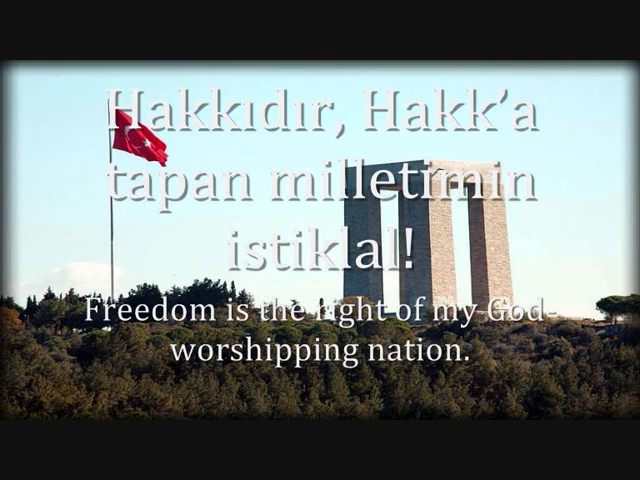 Hakkıdır, Hakk’a
tapan milletimin
istiklal!
Freedom is the right of my God-
worshipping nation.